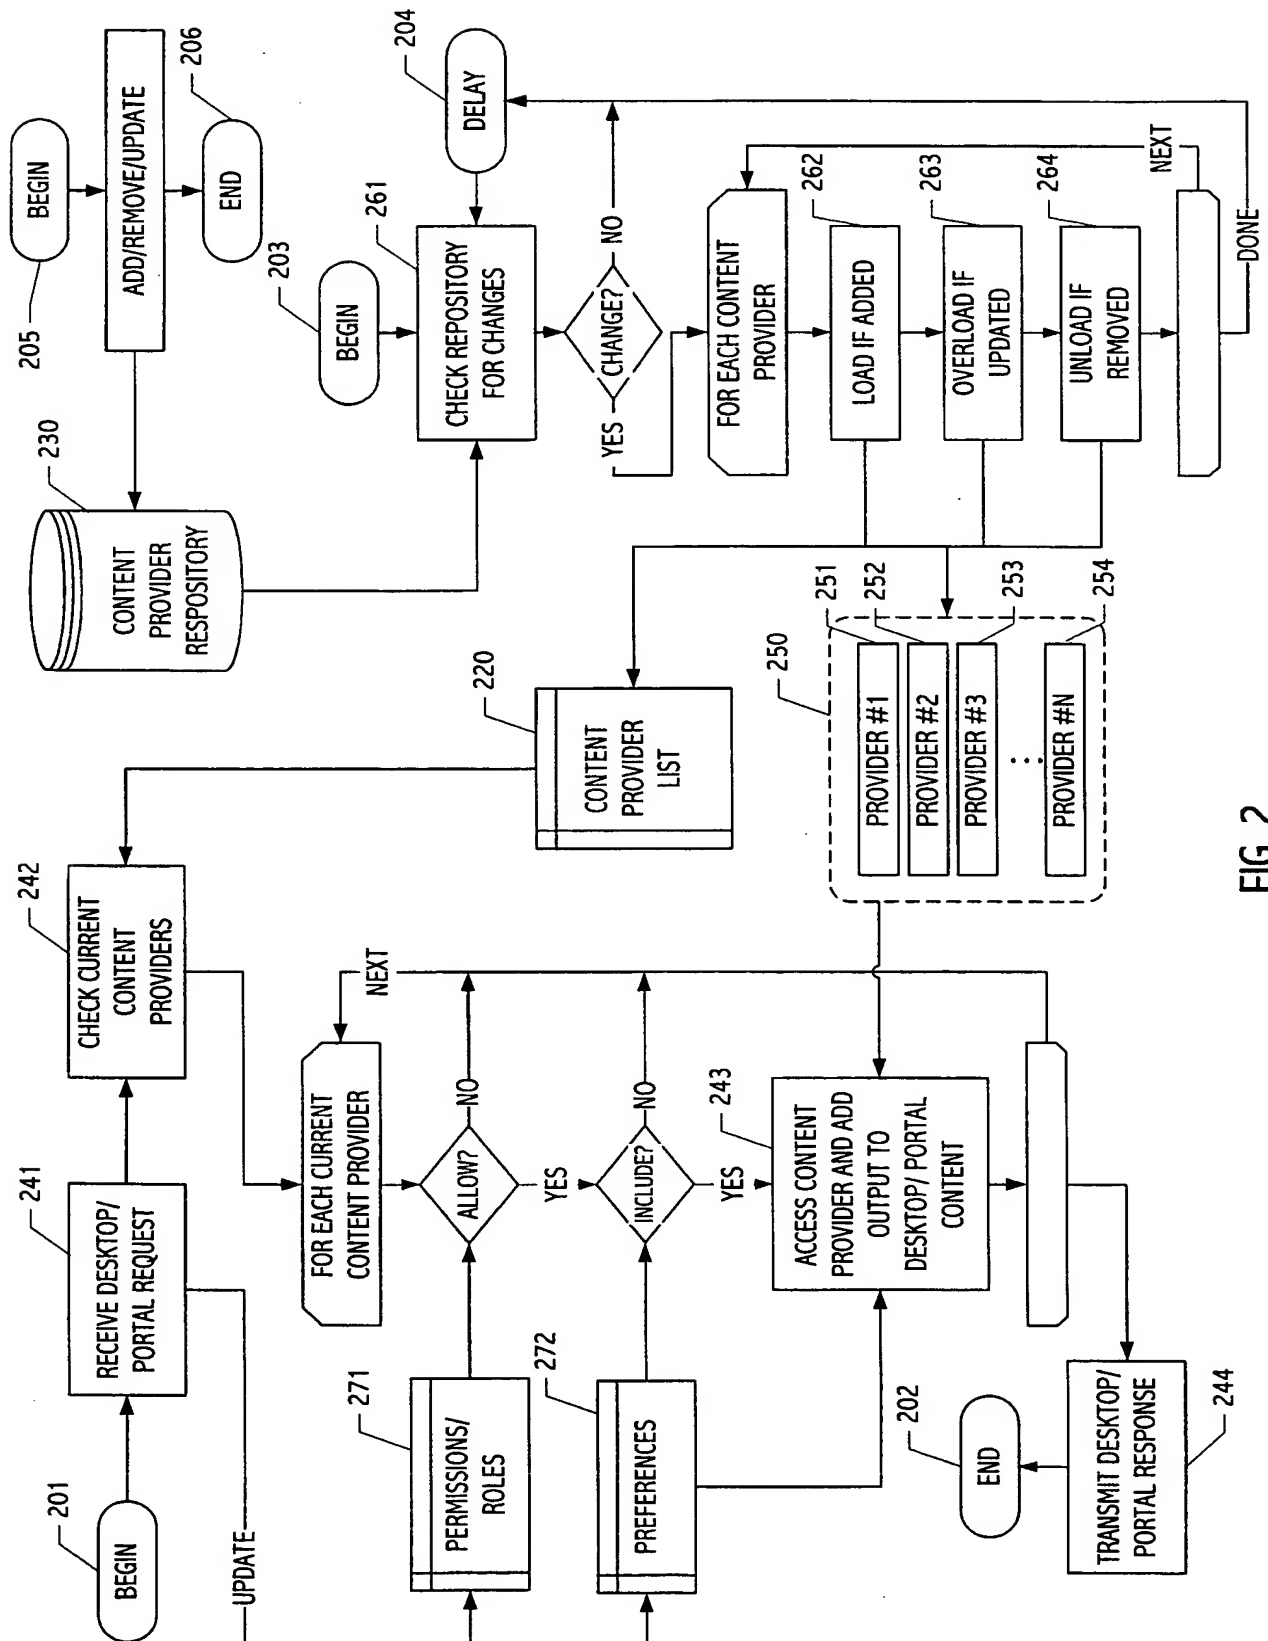 201
BEGIN
241
RECEIVE DESKTOP/
PORTAL REQUEST
UPDATE
242
CHECK CURRENT
CONTENT
PROVIDERS
FOR EACH CURRENT
CONTENT PROVIDER
NEXT
271
PERMISSIONS/
ROLES
ALLOW?
NO
YES
272
PREFERENCES
INCLUDE?
NO
YES
243
ACCESS CONTENT
PROVIDER AND ADD
OUTPUT TO
DESKTOP/ PORTAL
CONTENT
202
END
TRANSMIT DESKTOP/
PORTAL RESPONSE
244
230
CONTENT
PROVIDER
RESPOSITORY
205
BEGIN
ADD/REMOVE/UPDATE
206
END
220
CONTENT
PROVIDER
LIST
203
BEGIN
261
CHECK REPOSITORY
FOR CHANGES
204
DELAY
CHANGE?
YES
NO
FOR EACH CONTENT
PROVIDER
NEXT
262
LOAD IF ADDED
263
OVERLOAD IF
UPDATED
264
UNLOAD IF
REMOVED
DONE
250
251
PROVIDER #1
252
PROVIDER #2
253
PROVIDER #3
...
254
PROVIDER #N
FIG. 2